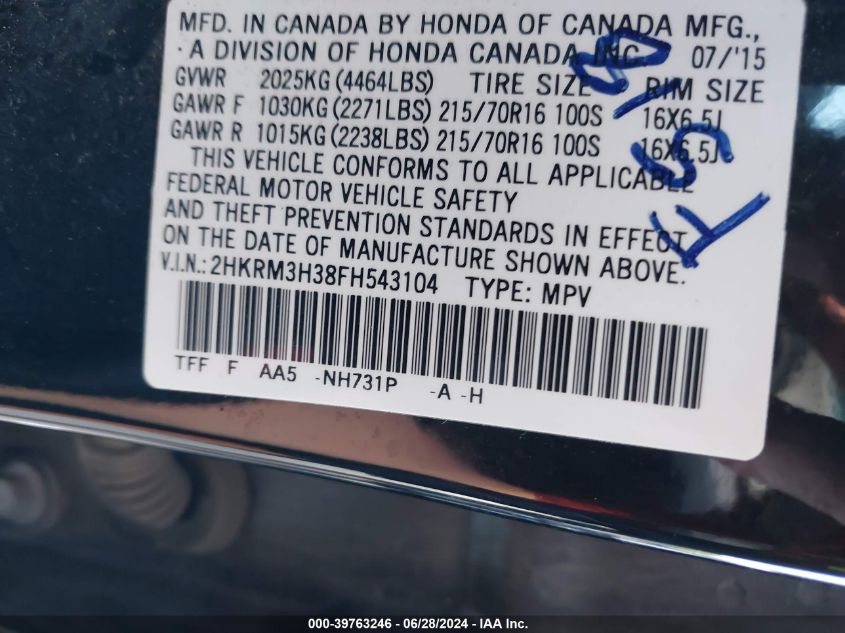 MFD. IN CANADA BY HONDA OF CANADA MFG.,
· A DIVISION OF HONDA CANADA INC. 07/'15
GVWR 2025KG (4464LBS) TIRE SIZE RIM SIZE
GAWR F 1030KG (2271LBS) 215/70R16 100S 16X6.5J
GAWR R 1015KG (2238LBS) 215/70R16 100S 16X6.5J
THIS VEHICLE CONFORMS TO ALL APPLICABLE
FEDERAL MOTOR VEHICLE SAFETY
AND THEFT PREVENTION STANDARDS IN EFFECT
ON THE DATE OF MANUFACTURE SHOWN ABOVE.
V.I.N.: 2HKRM3H38FH543104 TYPE: MPV
TFF F AA5 -NH731P -A -H
000-39763246 - 06/28/2024 - IAA Inc.